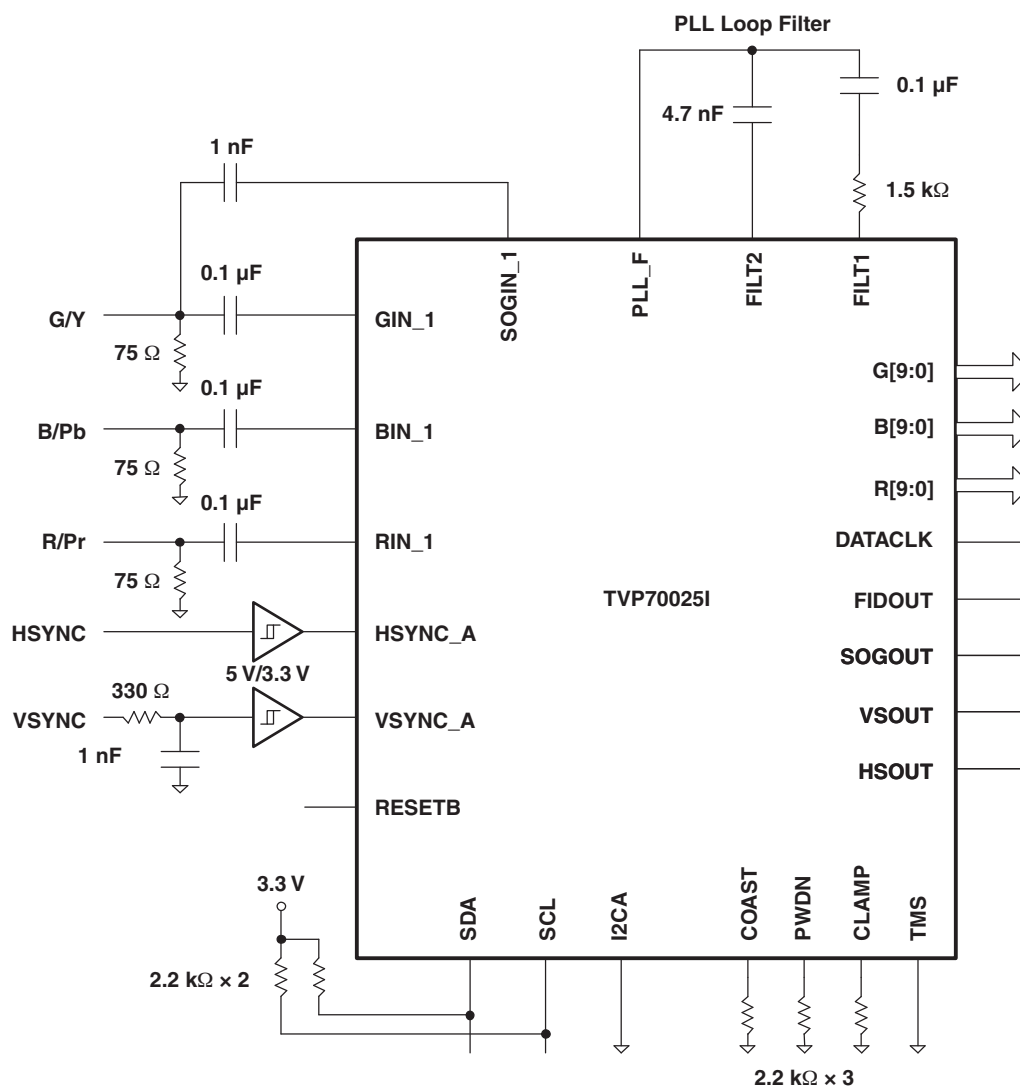 PLL Loop Filter
0.1 µF
4.7 nF
1 nF
1.5 kΩ
SOGIN_1
PLL_F
FILT2
FILT1
0.1 µF
G/Y
GIN_1
75 Ω
G[9:0]
0.1 µF
B/Pb
BIN_1
B[9:0]
75 Ω
R[9:0]
0.1 µF
R/Pr
RIN_1
DATACLK
75 Ω
TVP70025I
FIDOUT
HSYNC
HSYNC_A
SOGOUT
5 V/3.3 V
330 Ω
VSYNC
VSYNC_A
VSOUT
1 nF
HSOUT
RESETB
3.3 V
SDA
SCL
I2CA
COAST
PWDN
CLAMP
TMS
2.2 kΩ × 2
2.2 kΩ × 3